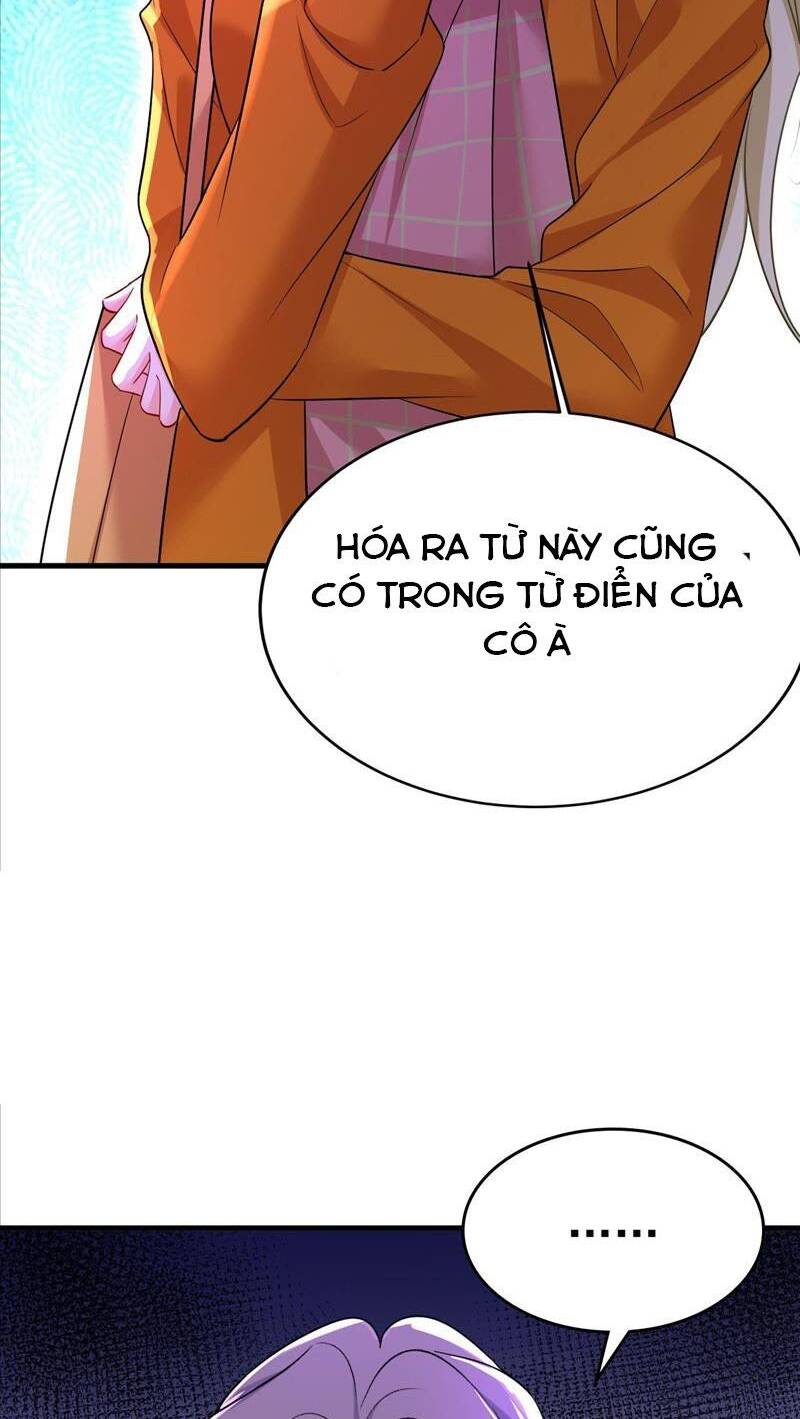 HÓA RA TỪ NÀY CŨNG
CÓ TRONG TỪ ĐIỂN CỦA
CÔ À
......